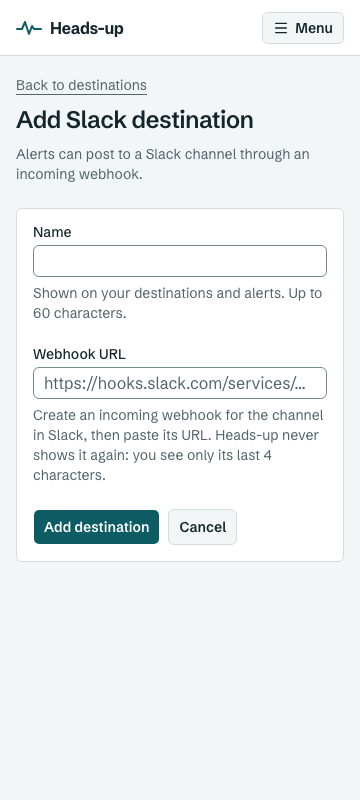 Heads-up
☰ Menu
Back to destinations
Add Slack destination
Alerts can post to a Slack channel through an
incoming webhook.
Name
Shown on your destinations and alerts. Up to
60 characters.
Webhook URL
https://hooks.slack.com/services/...
Create an incoming webhook for the channel
in Slack, then paste its URL. Heads-up never
shows it again: you see only its last 4
characters.
Add destination
Cancel